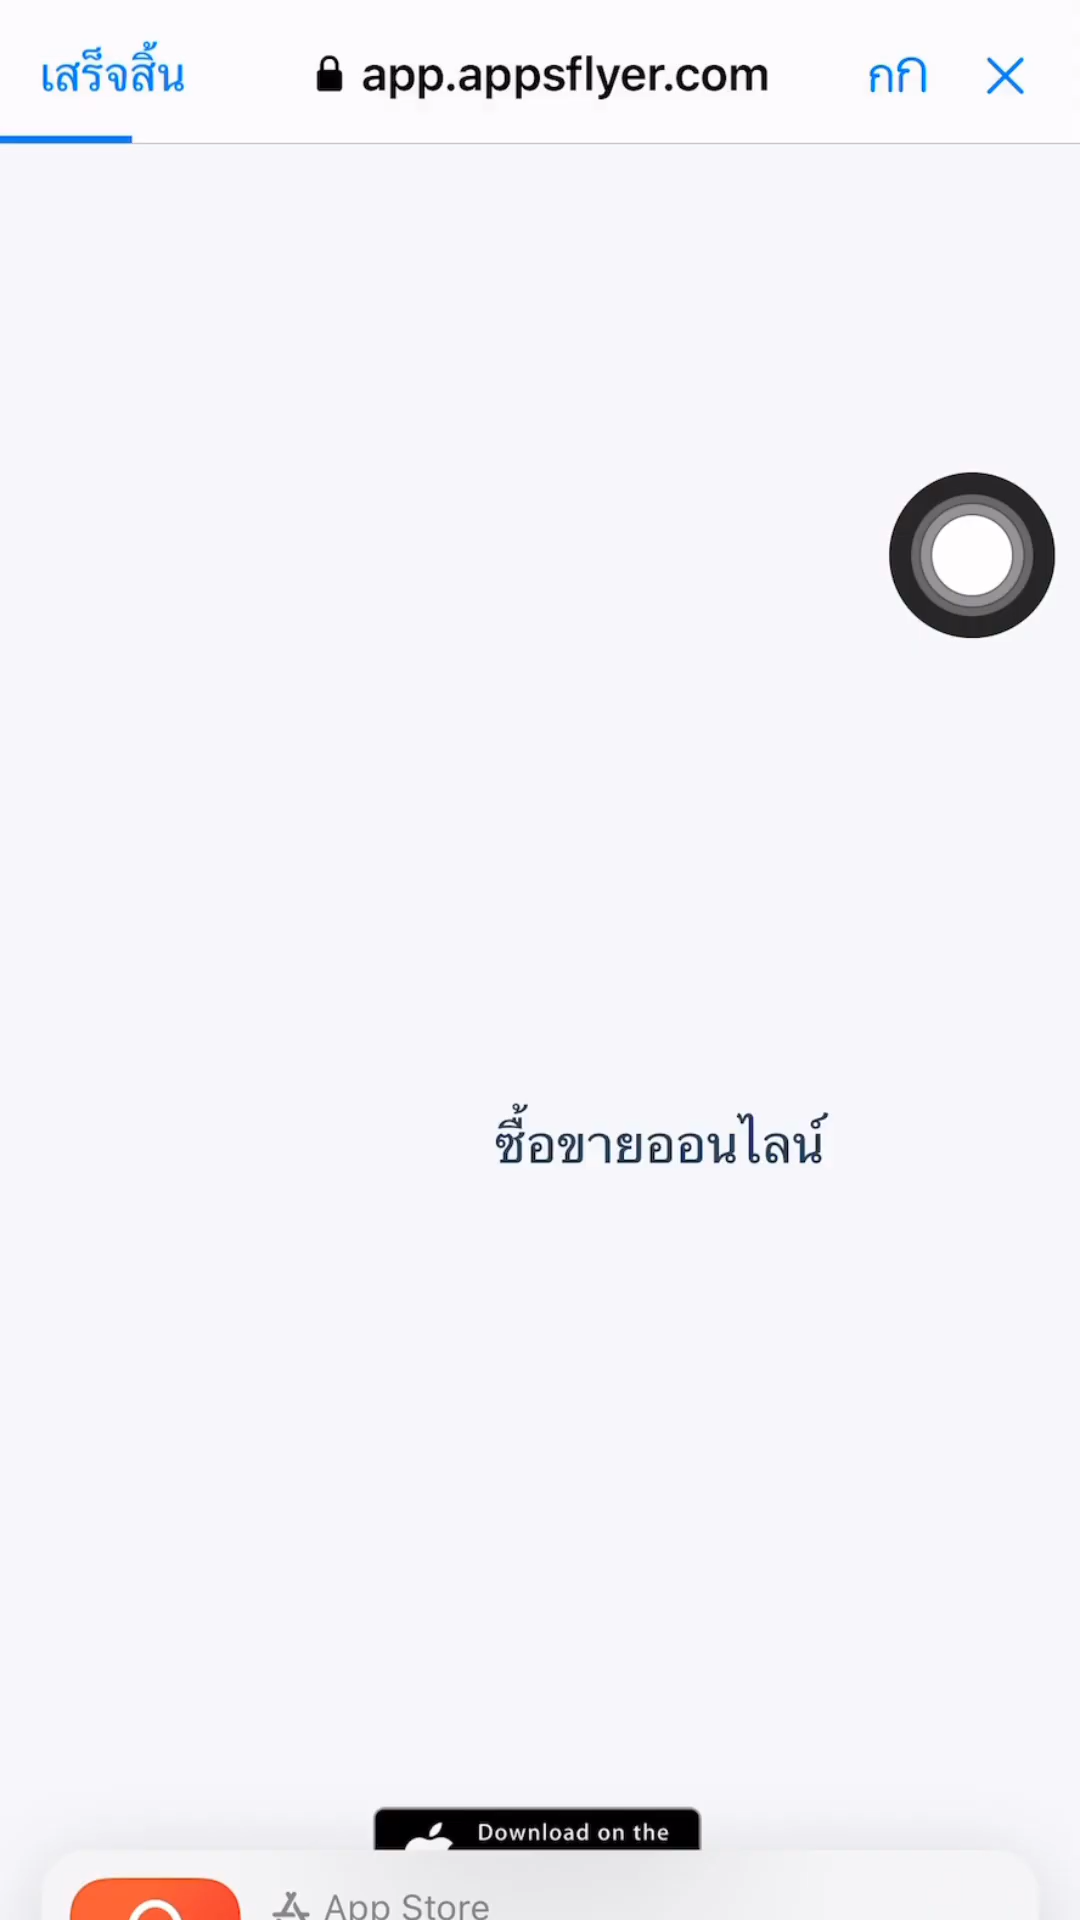 เสร็จสิ้น
app.appsflyer.com
กก
ซื้อขายออนไลน์
Download on the
App Store